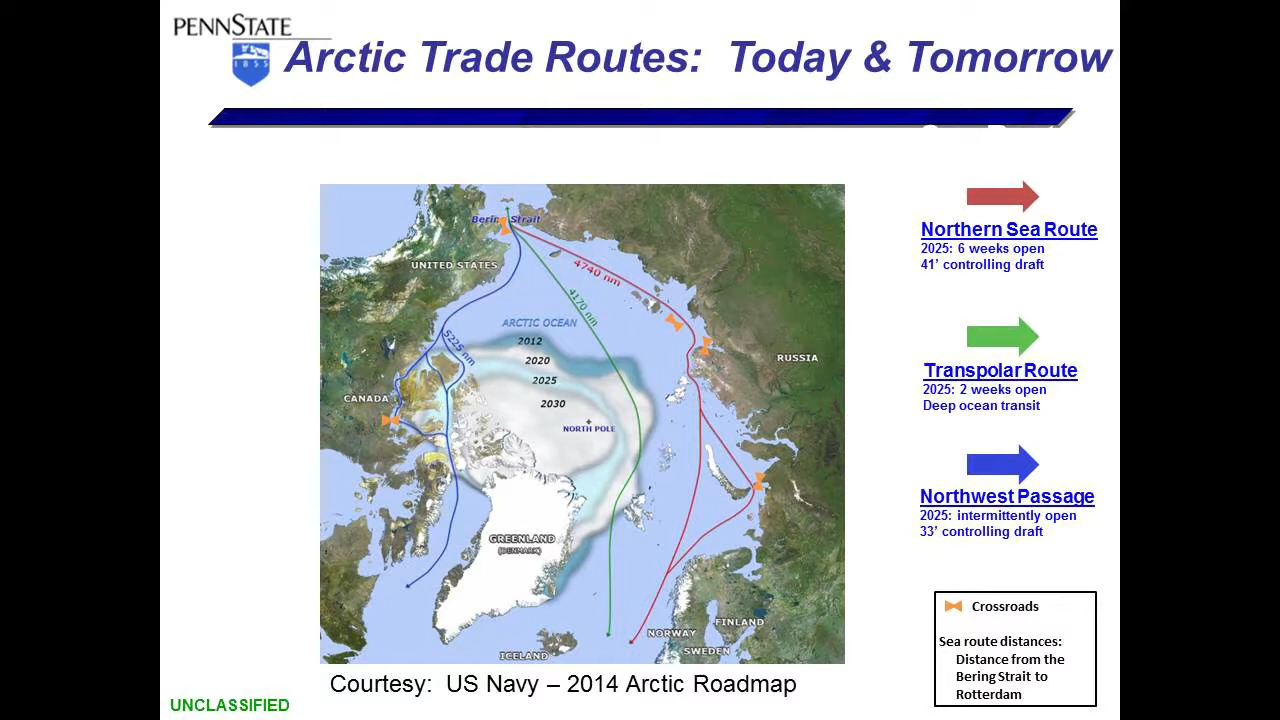 PENNSTATE
1855
Arctic Trade Routes: Today & Tomorrow
Bering Strait
UNITED STATES
4740 nm
4170 nm
5225 nm
ARCTIC OCEAN
2012
2020
2025
2030
NORTH POLE
RUSSIA
CANADA
GREENLAND
(DENMARK)
ICELAND
NORWAY
SWEDEN
FINLAND
Northern Sea Route
2025: 6 weeks open
41’ controlling draft
Transpolar Route
2025: 2 weeks open
Deep ocean transit
Northwest Passage
2025: intermittently open
33’ controlling draft
Crossroads
Sea route distances:
Distance from the
Bering Strait to
Rotterdam
Courtesy: US Navy – 2014 Arctic Roadmap
UNCLASSIFIED